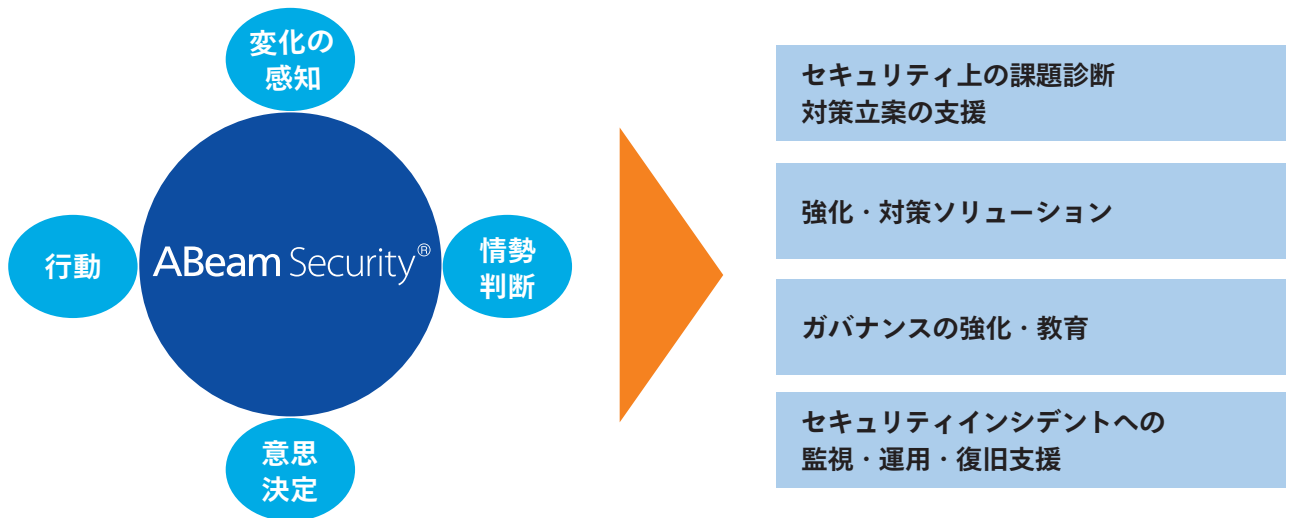 変化の
感知
行動
ABeam Security®
情勢
判断
意思
決定
セキュリティ上の課題診断
対策立案の支援
強化・対策ソリューション
ガバナンスの強化・教育
セキュリティインシデントへの
監視・運用・復旧支援